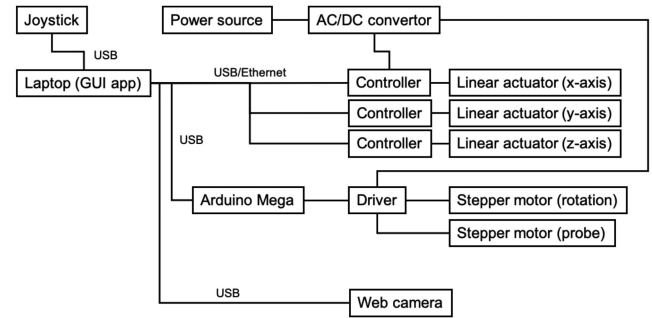 Joystick
Power source
AC/DC convertor
USB
Laptop (GUI app)
USB/Ethernet
Controller
Linear actuator (x-axis)
Controller
Linear actuator (y-axis)
USB
Controller
Linear actuator (z-axis)
Arduino Mega
Driver
Stepper motor (rotation)
Stepper motor (probe)
USB
Web camera